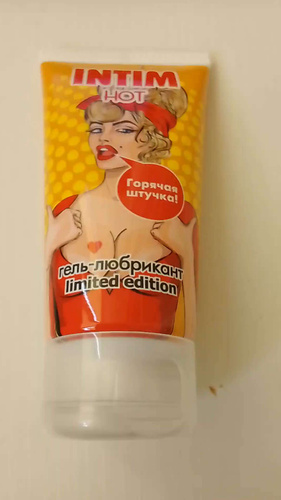 INTIM
HOT
Горячая
штучка!
гель-любрикант
limited edition